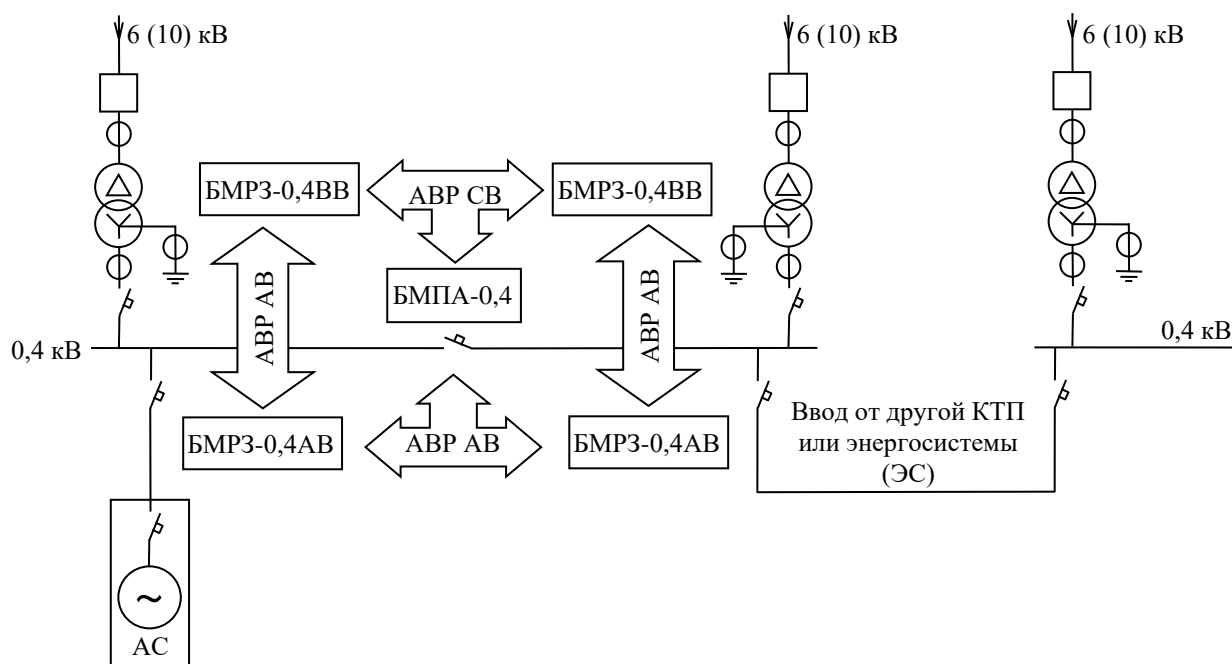 6 (10) кВ
6 (10) кВ
6 (10) кВ
БМРЗ-0,4ВВ
АВР СВ
БМРЗ-0,4ВВ
АВР АВ
БМПА-0,4
АВР АВ
0,4 кВ
0,4 кВ
БМРЗ-0,4АВ
АВР АВ
БМРЗ-0,4АВ
Ввод от другой КТП
или энергосистемы
(ЭС)
~
АС